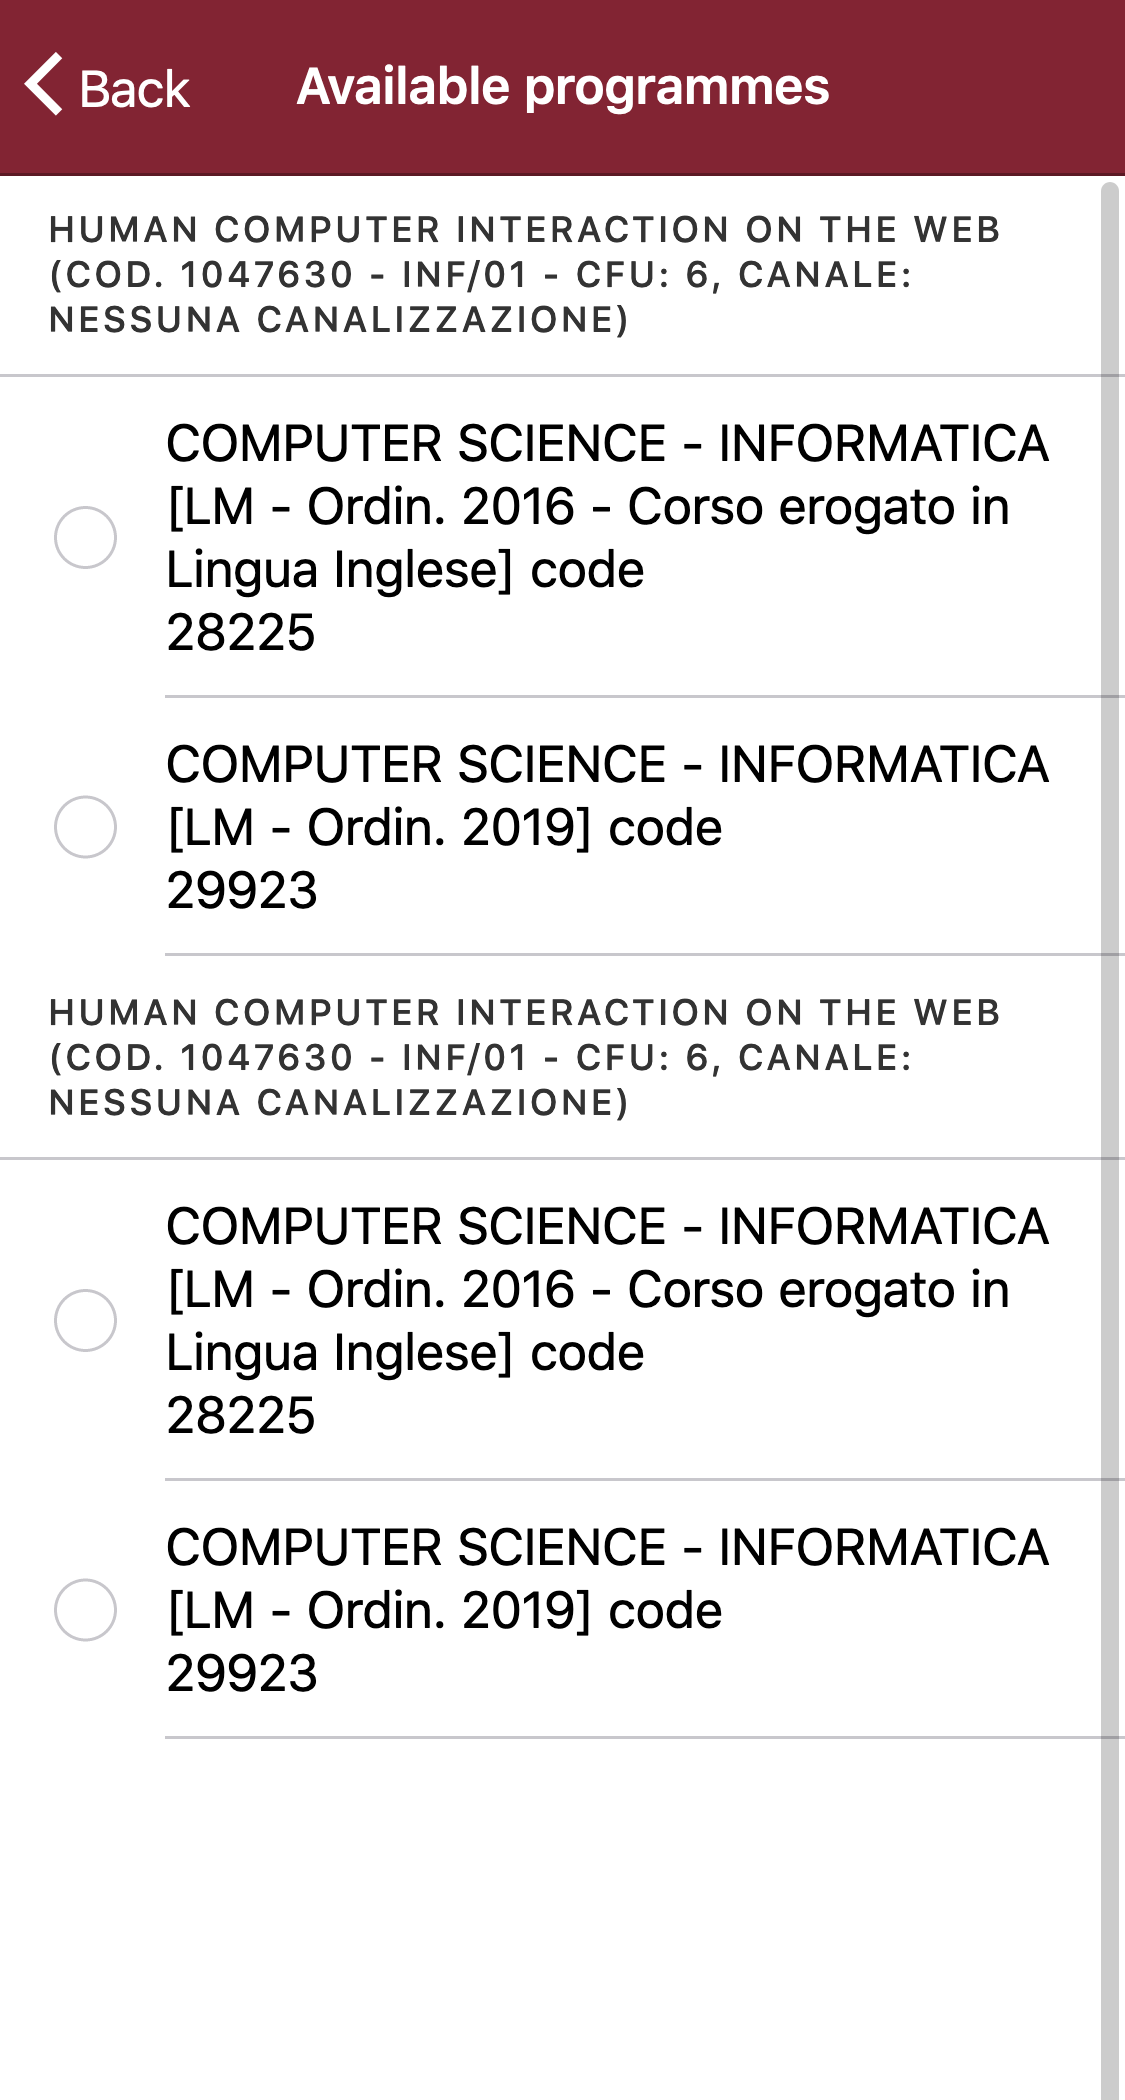 Back
Available programmes
HUMAN COMPUTER INTERACTION ON THE WEB
(COD. 1047630 - INF/01 - CFU: 6, CANALE:
NESSUNA CANALIZZAZIONE)
COMPUTER SCIENCE - INFORMATICA
[LM - Ordin. 2016 - Corso erogato in
Lingua Inglese] code
28225
COMPUTER SCIENCE - INFORMATICA
[LM - Ordin. 2019] code
29923
HUMAN COMPUTER INTERACTION ON THE WEB
(COD. 1047630 - INF/01 - CFU: 6, CANALE:
NESSUNA CANALIZZAZIONE)
COMPUTER SCIENCE - INFORMATICA
[LM - Ordin. 2016 - Corso erogato in
Lingua Inglese] code
28225
COMPUTER SCIENCE - INFORMATICA
[LM - Ordin. 2019] code
29923